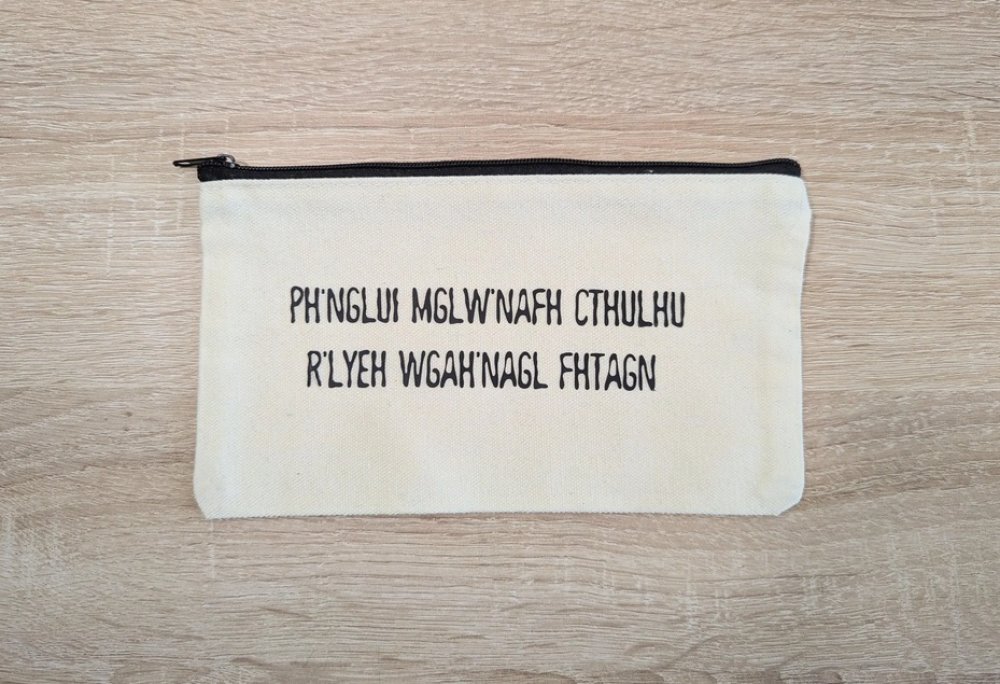 PH'NGLUI MGLW'NAFH CTHULHU
R'LYEH WGAH'NAGL FHTAGN